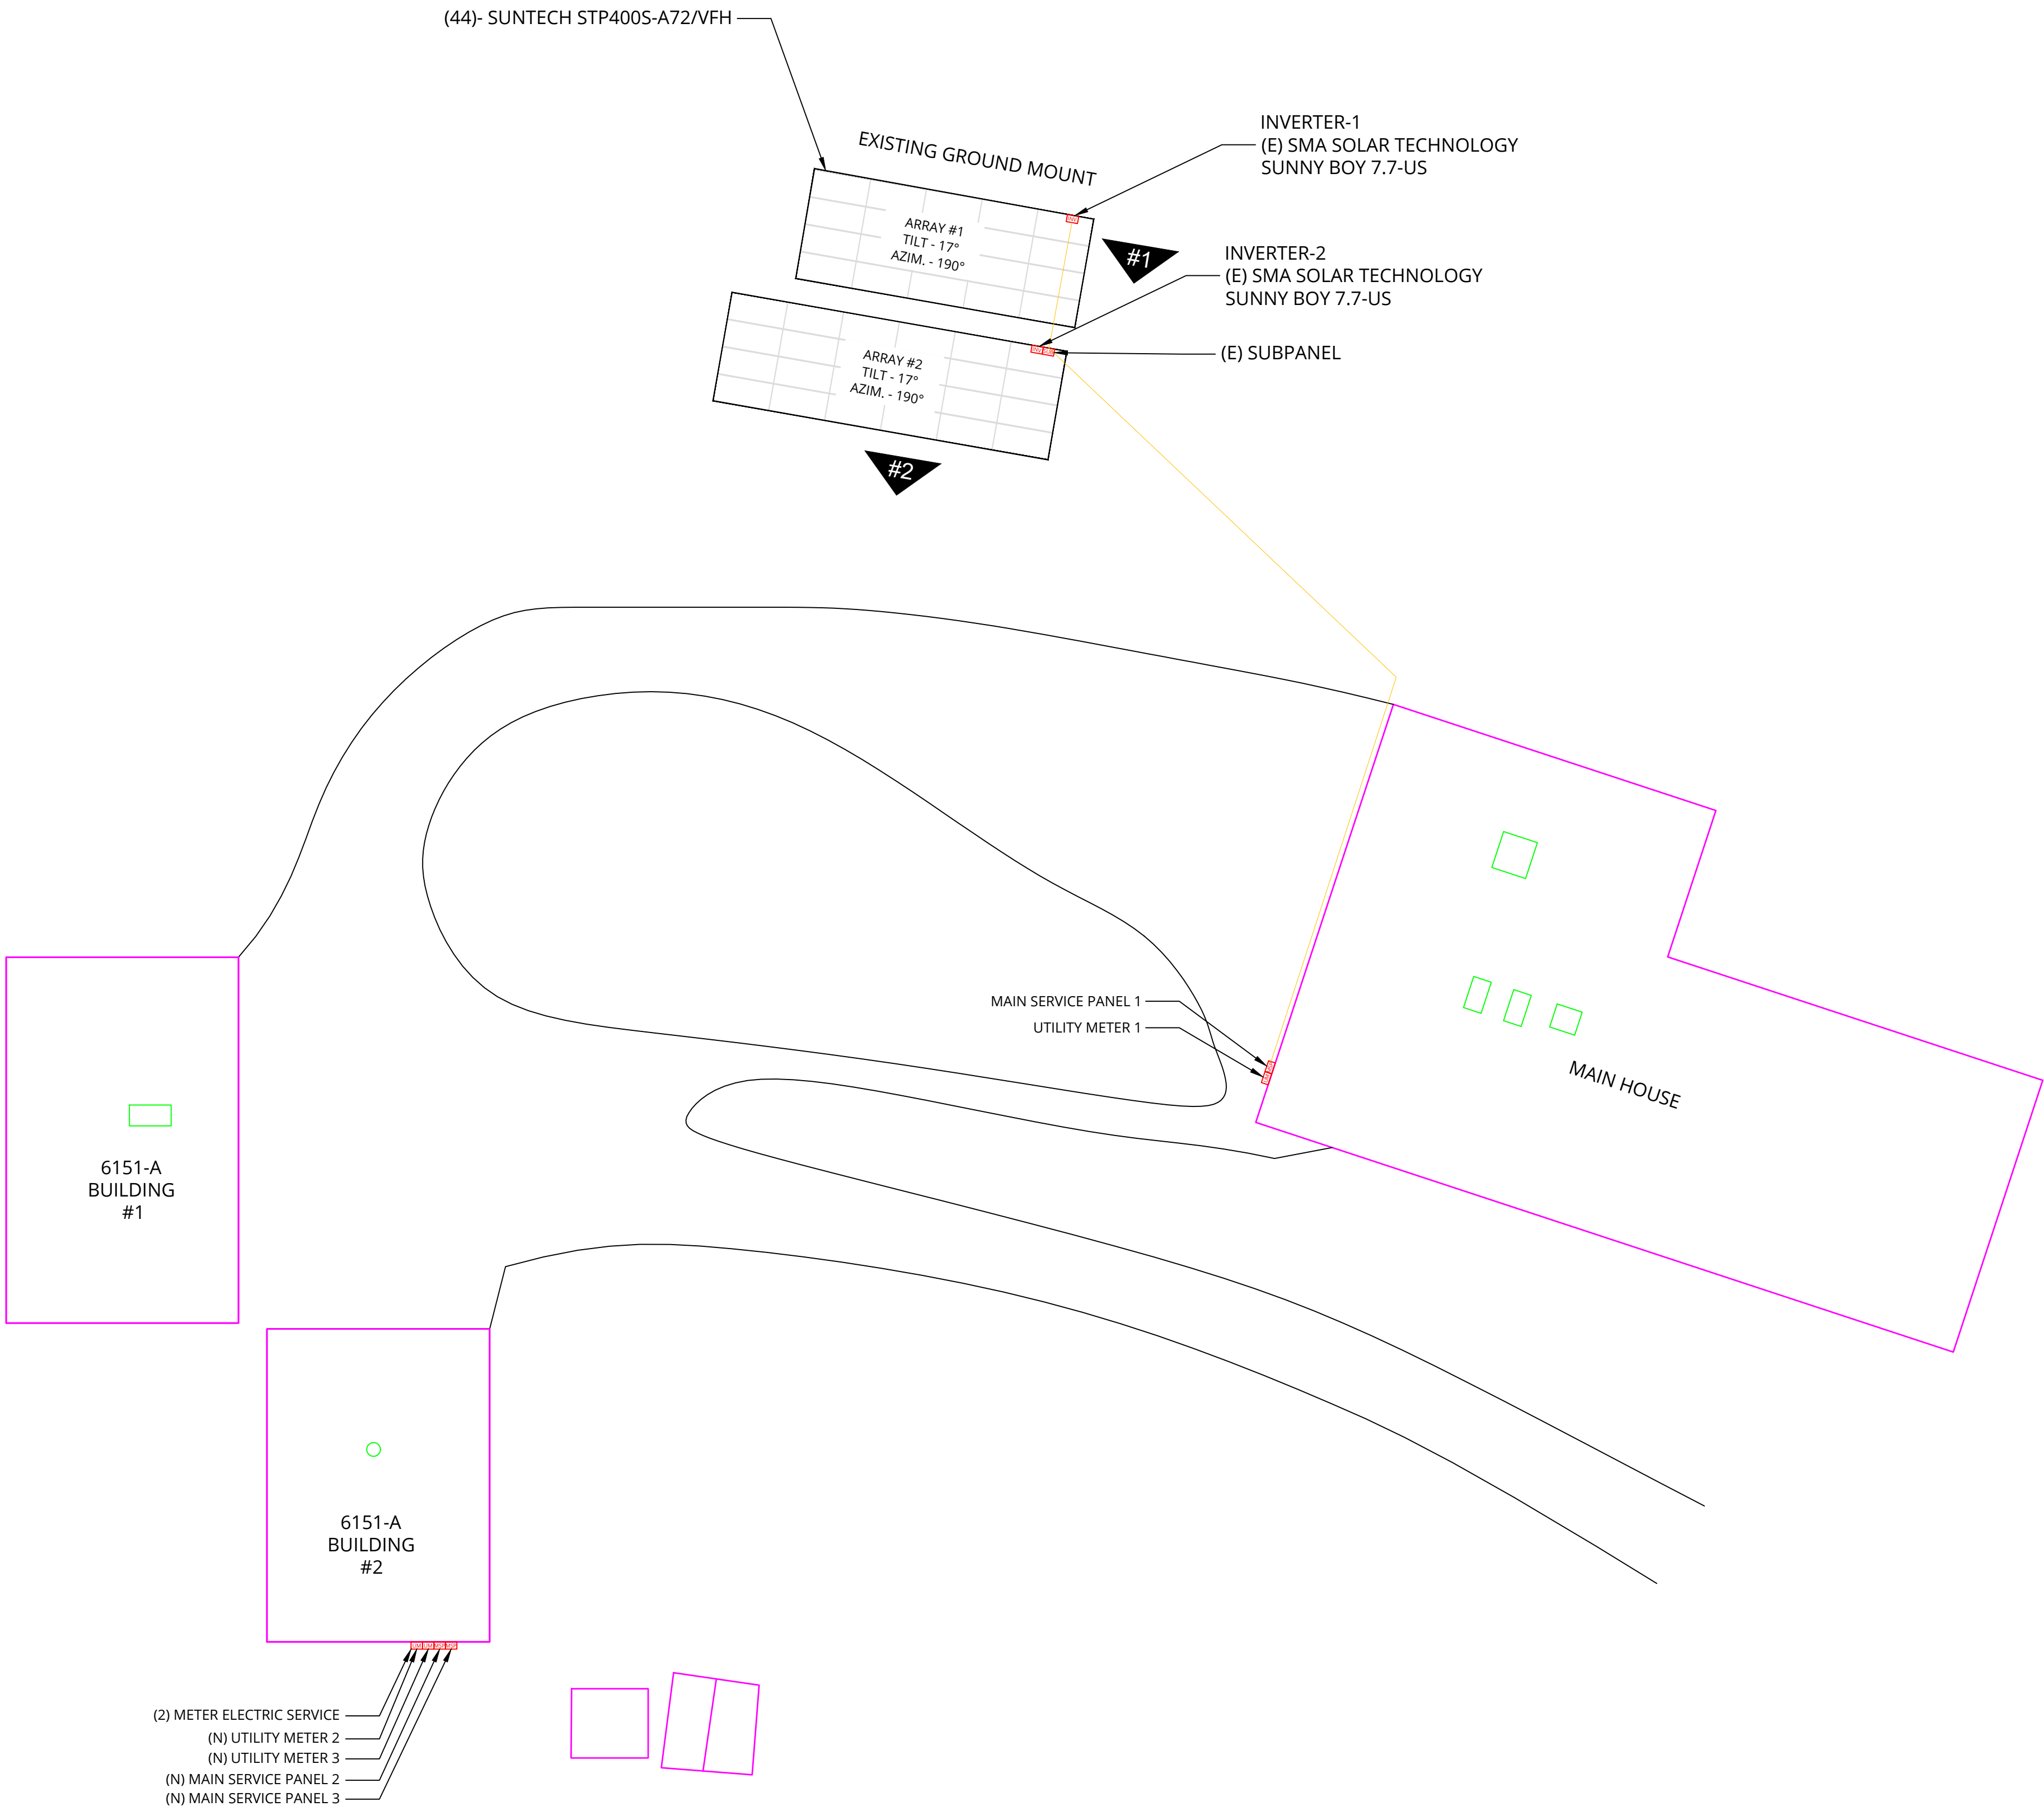 (44)- SUNTECH STP400S-A72/VFH
EXISTING GROUND MOUNT
INVERTER-1
(E) SMA SOLAR TECHNOLOGY
SUNNY BOY 7.7-US
ARRAY #1
TILT - 17°
AZIM. - 190°
#1
INVERTER-2
(E) SMA SOLAR TECHNOLOGY
SUNNY BOY 7.7-US
(E) SUBPANEL
ARRAY #2
TILT - 17°
AZIM. - 190°
#2
MAIN SERVICE PANEL 1
UTILITY METER 1
MAIN HOUSE
6151-A
BUILDING
#1
6151-A
BUILDING
#2
(2) METER ELECTRIC SERVICE
(N) UTILITY METER 2
(N) UTILITY METER 3
(N) MAIN SERVICE PANEL 2
(N) MAIN SERVICE PANEL 3